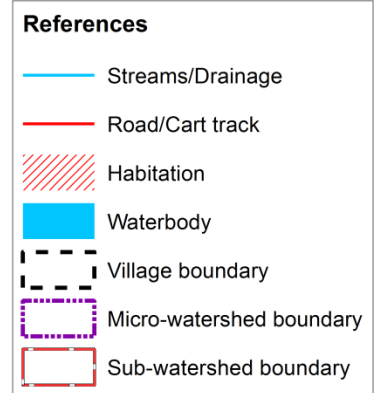 References
Streams/Drainage
Road/Cart track
Habitation
Waterbody
Village boundary
Micro-watershed boundary
Sub-watershed boundary